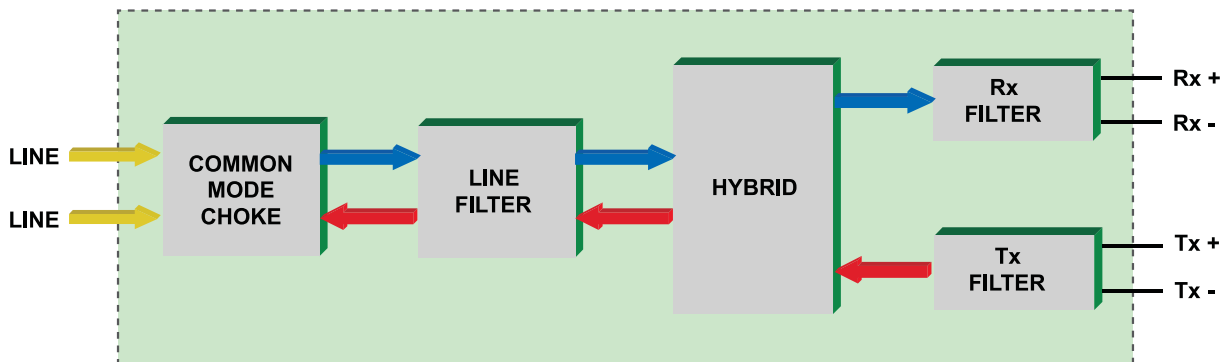 LINE
LINE
COMMON
MODE
CHOKE
LINE
FILTER
HYBRID
Rx
FILTER
Rx +
Rx -
Tx
FILTER
Tx +
Tx -